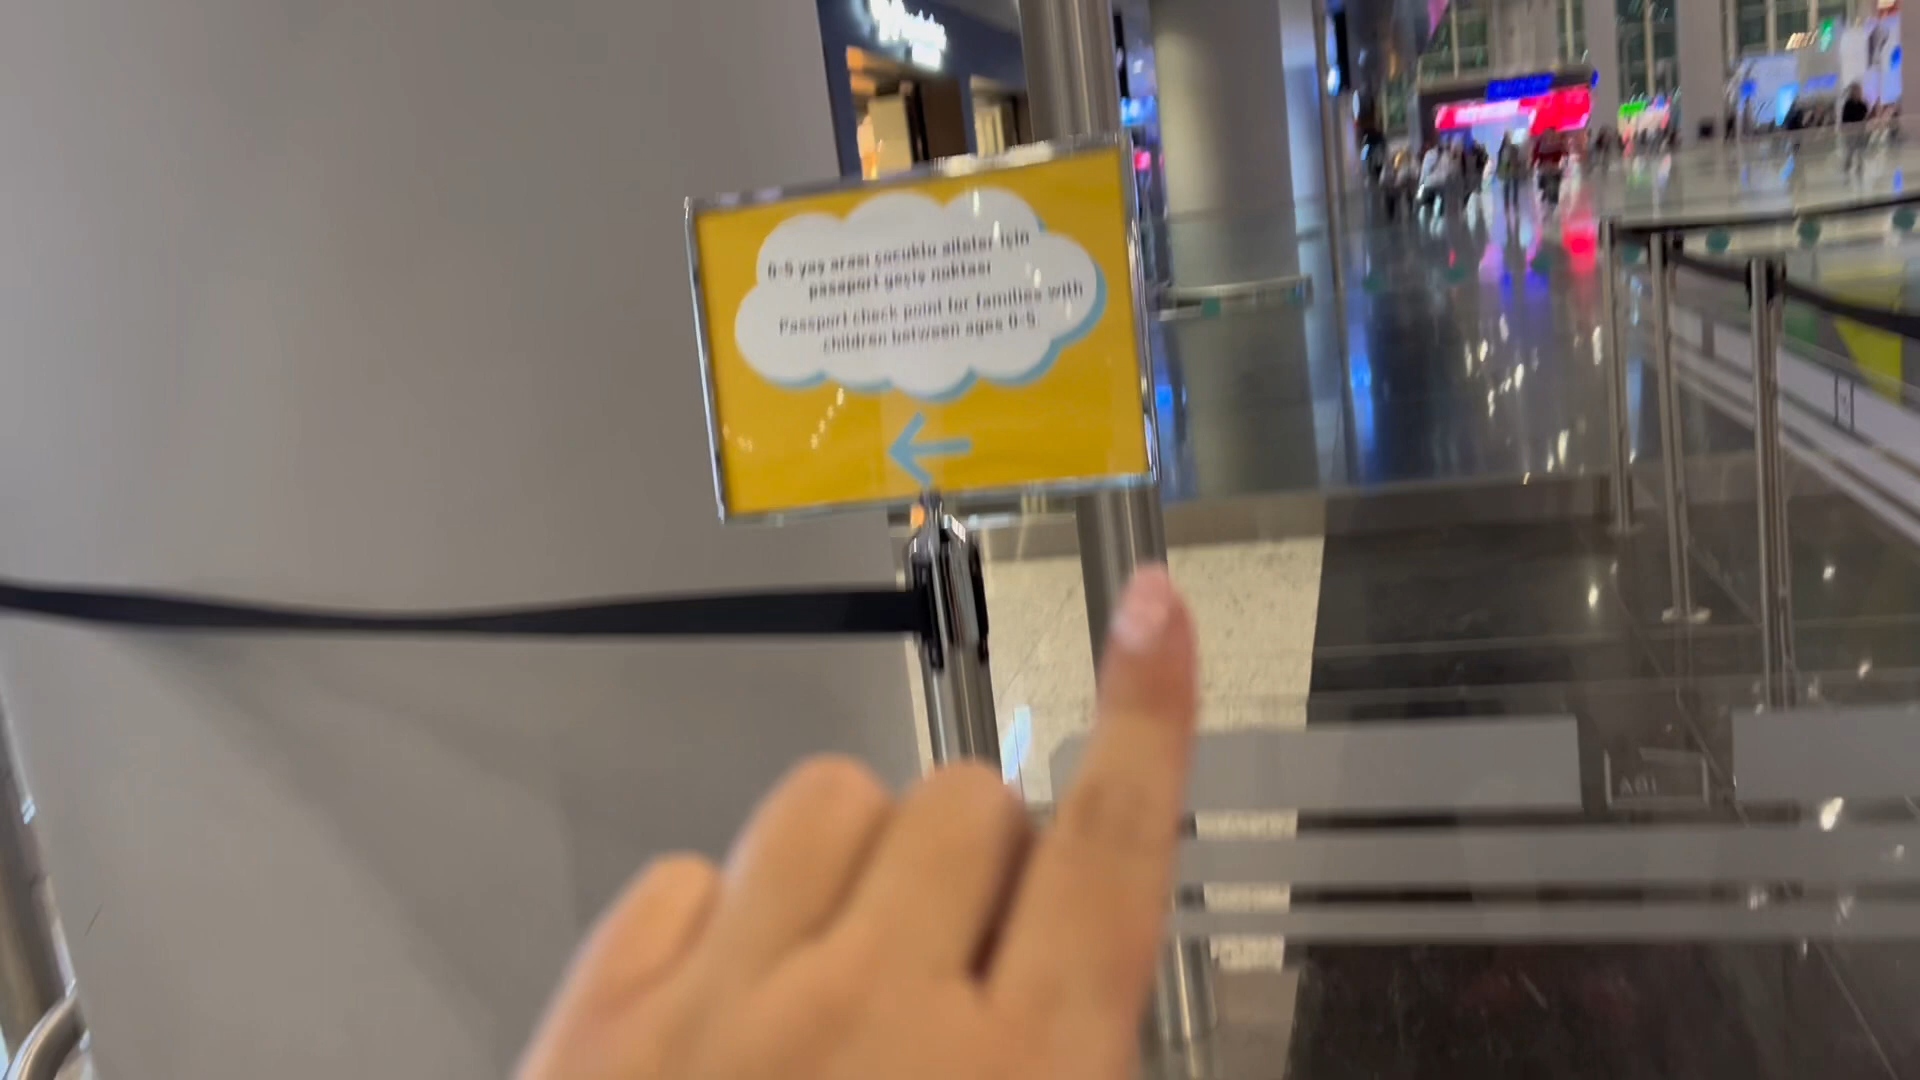 0-5 yaş arası çocuklu aileler için
pasaport geçiş noktası
Passport check point for families with
children between ages 0-5